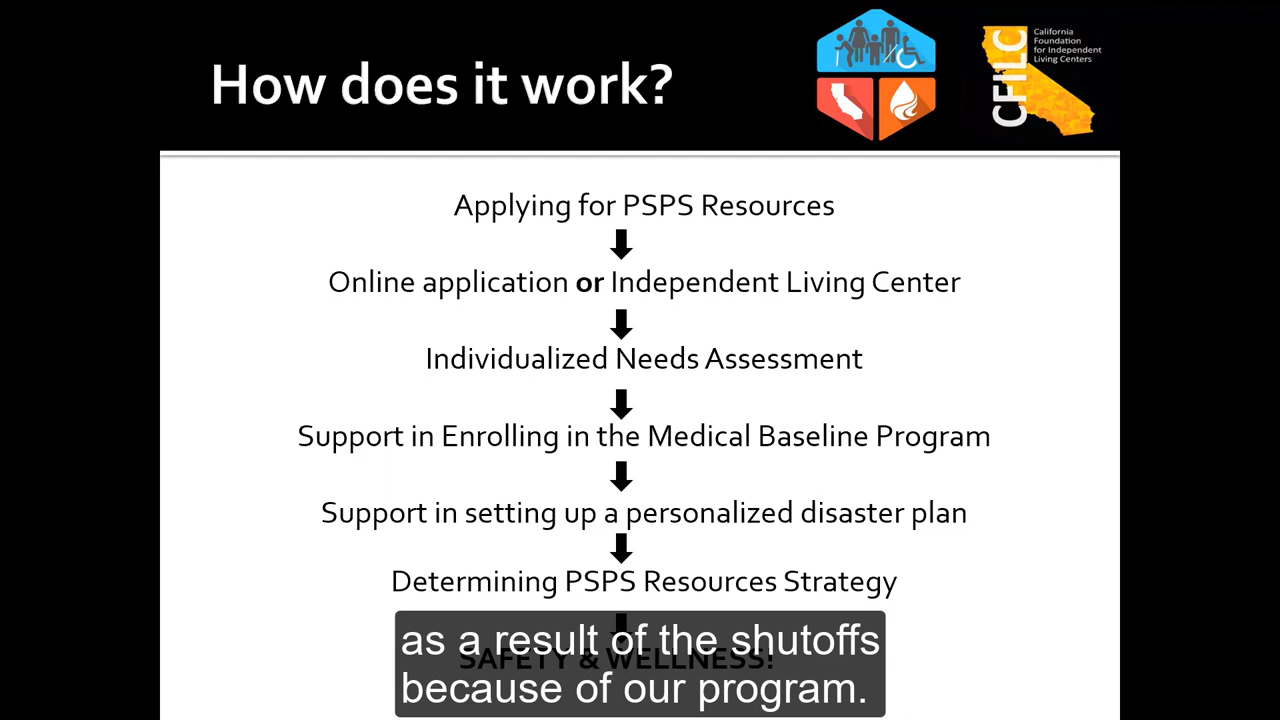 How does it work?
CFILC
California
Foundation
for Independent
Living Centers
Applying for PSPS Resources
Online application or Independent Living Center
Individualized Needs Assessment
Support in Enrolling in the Medical Baseline Program
Support in setting up a personalized disaster plan
Determining PSPS Resources Strategy
SAFETY & WELLNESS!
as a result of the shutoffs
because of our program.